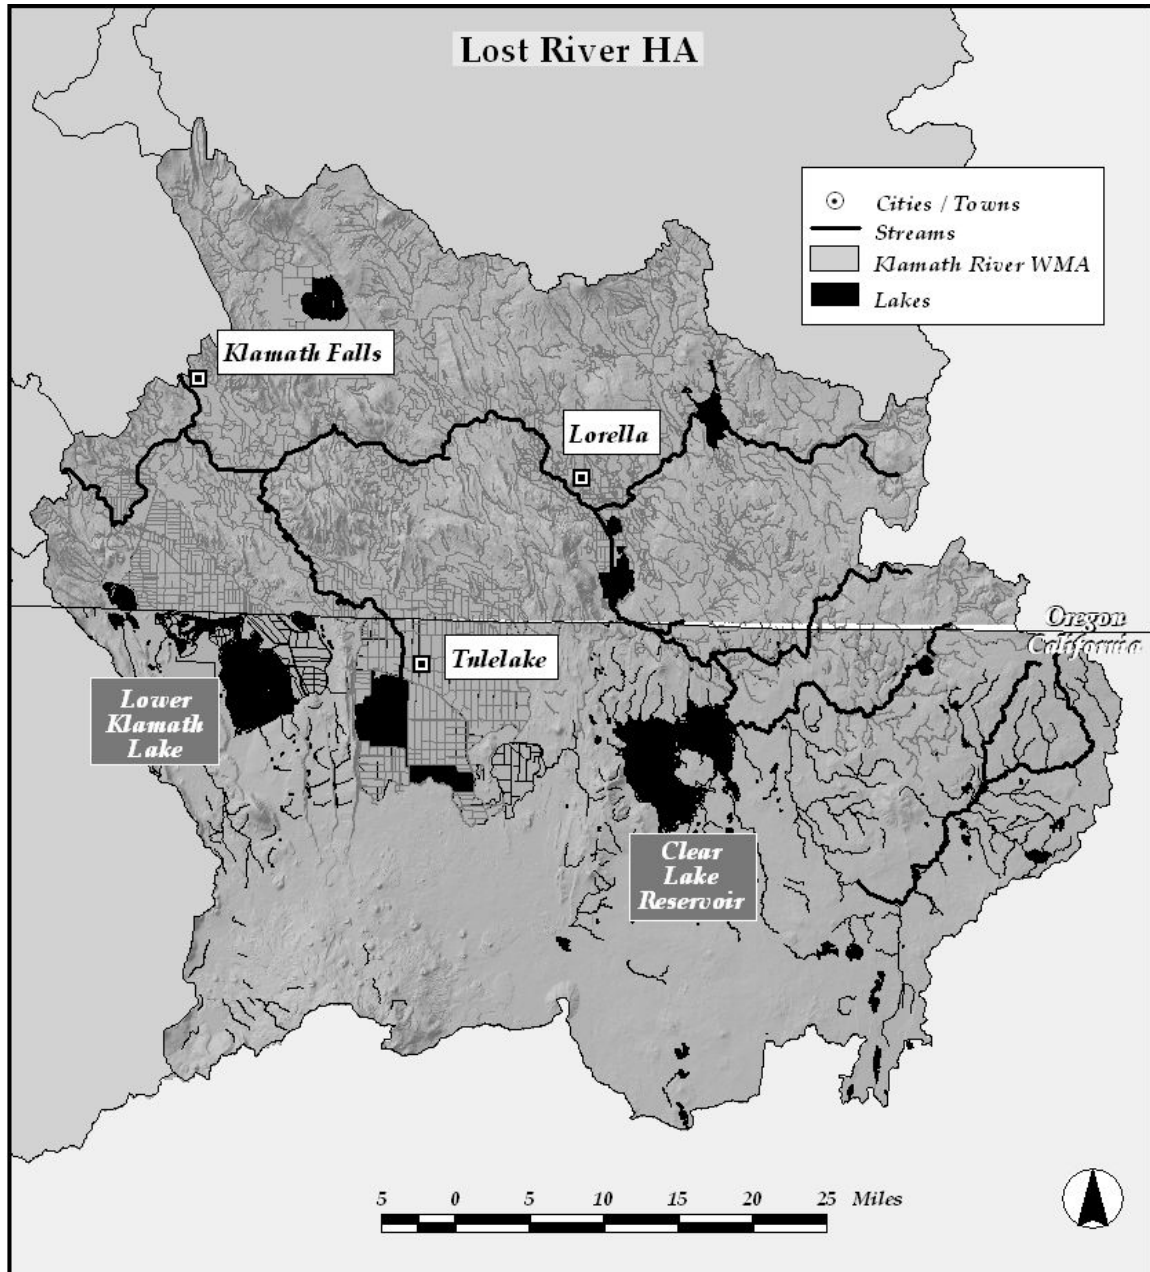 Lost River HA
Cities / Towns
Streams
Klamath River WMA
Lakes
Klamath Falls
Lorella
Oregon
California
Tulelake
Lower
Klamath
Lake
Clear
Lake
Reservoir
5 0 5 10 15 20 25 Miles